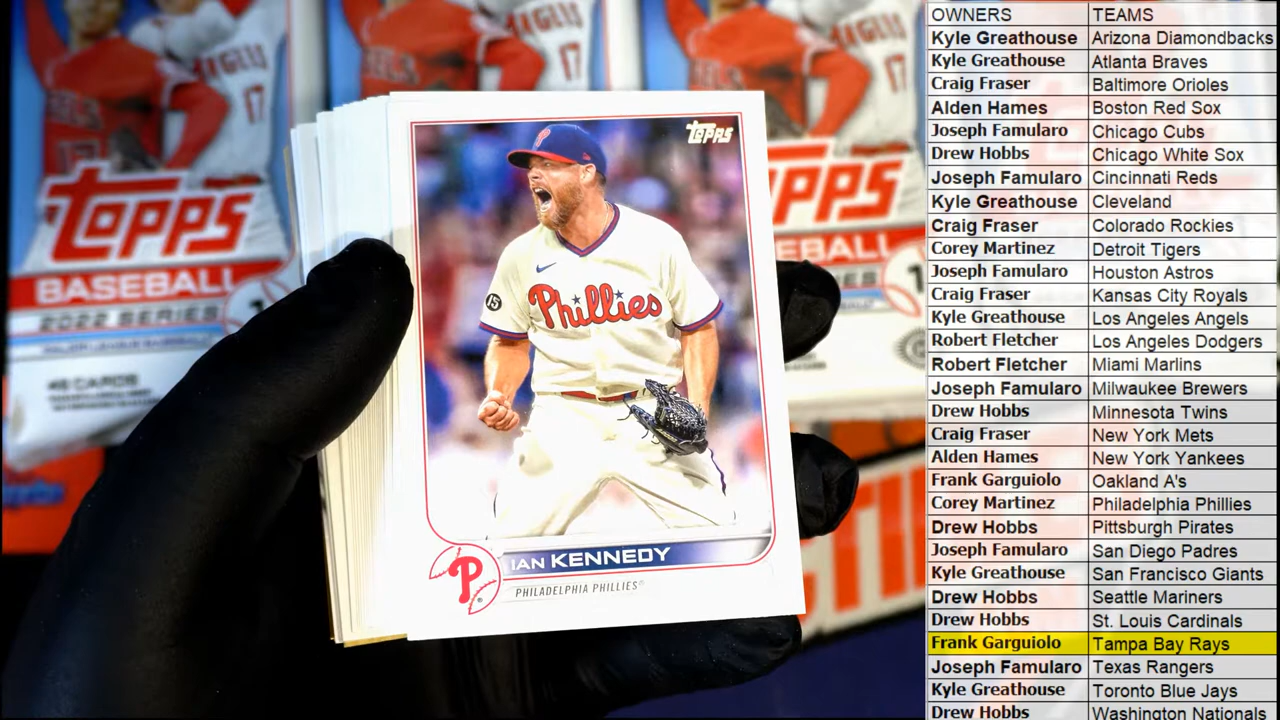 OWNERS TEAMS
Kyle Greathouse Arizona Diamondbacks
Kyle Greathouse Atlanta Braves
Craig Fraser Baltimore Orioles
Alden Hames Boston Red Sox
Joseph Famularo Chicago Cubs
Drew Hobbs Chicago White Sox
Joseph Famularo Cincinnati Reds
Kyle Greathouse Cleveland
Craig Fraser Colorado Rockies
Corey Martinez Detroit Tigers
Joseph Famularo Houston Astros
Craig Fraser Kansas City Royals
Kyle Greathouse Los Angeles Angels
Robert Fletcher Los Angeles Dodgers
Robert Fletcher Miami Marlins
Joseph Famularo Milwaukee Brewers
Drew Hobbs Minnesota Twins
Craig Fraser New York Mets
Alden Hames New York Yankees
Frank Garguiolo Oakland A's
Corey Martinez Philadelphia Phillies
Drew Hobbs Pittsburgh Pirates
Joseph Famularo San Diego Padres
Kyle Greathouse San Francisco Giants
Drew Hobbs Seattle Mariners
Drew Hobbs St. Louis Cardinals
Frank Garguiolo Tampa Bay Rays
Joseph Famularo Texas Rangers
Kyle Greathouse Toronto Blue Jays
Drew Hobbs Washington Nationals
Topps
Phillies
15
P
IAN KENNEDY
PHILADELPHIA PHILLIES
Topps
BASEBALL
2022 SERIES 1
46 CARDS
17